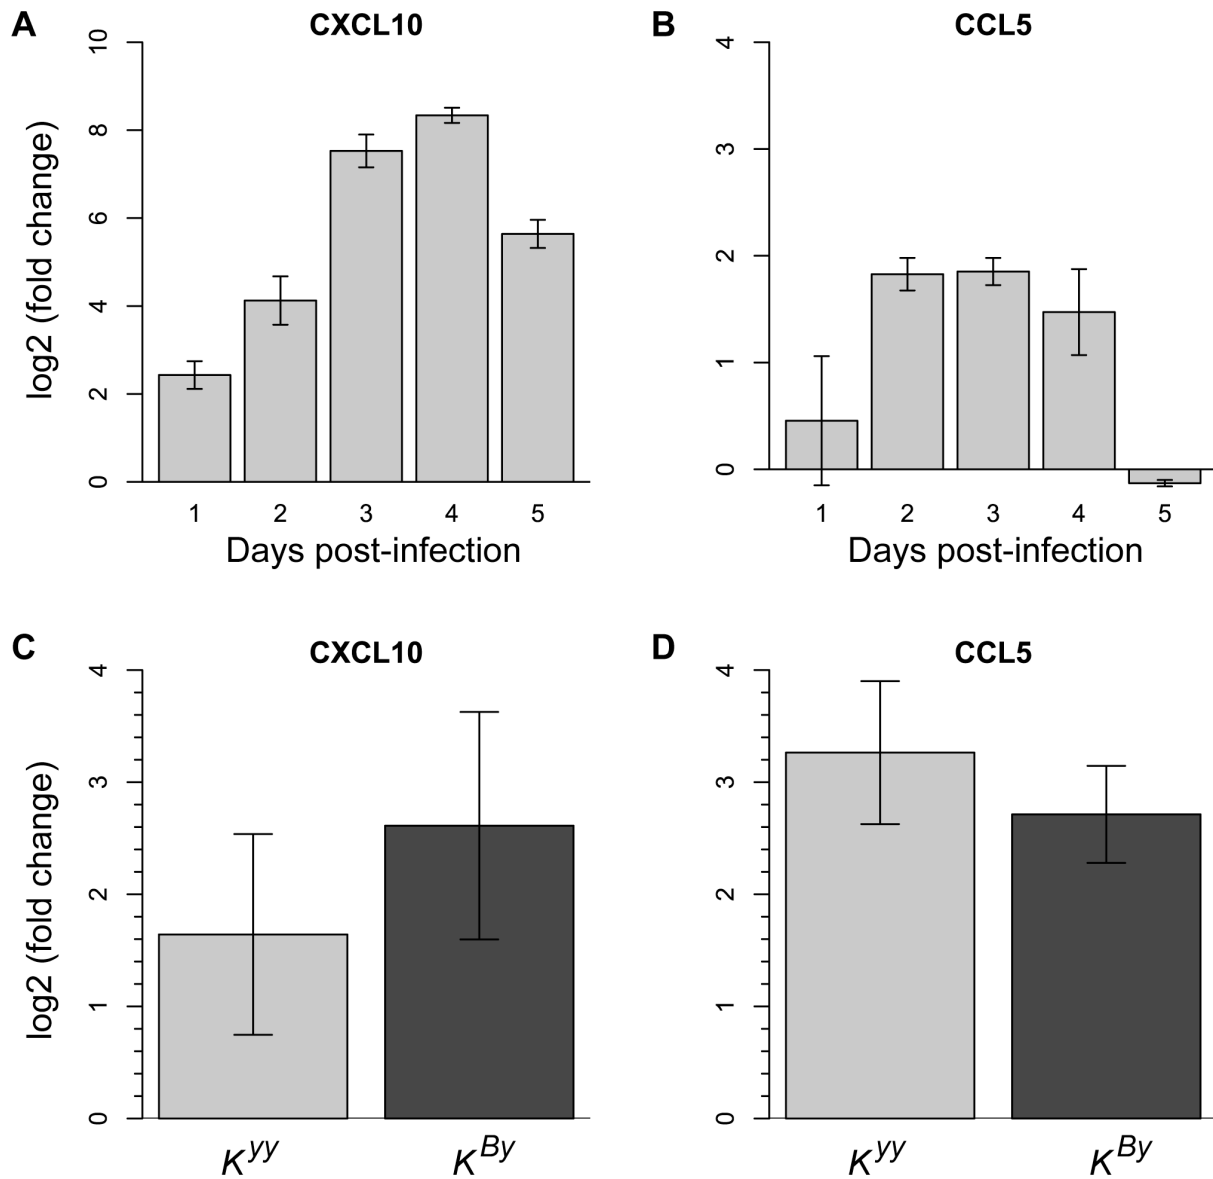 A
CXCL10
log2 (fold change)
0 2 4 6 8 10
1 2 3 4 5
Days post-infection
B
CCL5
0 1 2 3 4
1 2 3 4 5
Days post-infection
C
CXCL10
log2 (fold change)
0 1 2 3 4
K^yy K^By
D
CCL5
0 1 2 3 4
K^yy K^By